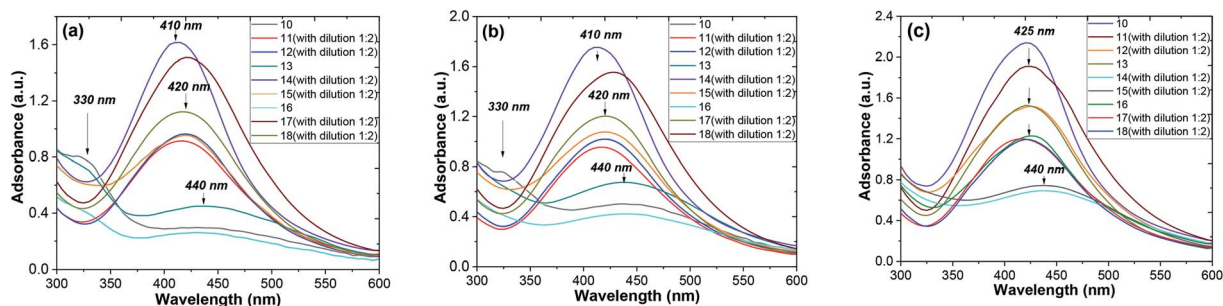 (a)
410 nm
420 nm
330 nm
440 nm
10
11(with dilution 1:2)
12(with dilution 1:2)
13
14(with dilution 1:2)
15(with dilution 1:2)
16
17(with dilution 1:2)
18(with dilution 1:2)
Adsorbance (a.u.)
1.6
1.2
0.8
0.4
0.0
300 350 400 450 500 550 600
Wavelength (nm)
(b)
410 nm
420 nm
330 nm
440 nm
10
11(with dilution 1:2)
12(with dilution 1:2)
13
14(with dilution 1:2)
15(with dilution 1:2)
16
17(with dilution 1:2)
18(with dilution 1:2)
Adsorbance (a.u.)
2.0
1.6
1.2
0.8
0.4
0.0
300 350 400 450 500 550 600
Wavelength (nm)
(c)
425 nm
440 nm
10
11(with dilution 1:2)
12(with dilution 1:2)
13(with dilution 1:2)
14(with dilution 1:2)
15(with dilution 1:2)
16
17(with dilution 1:2)
18(with dilution 1:2)
Adsorbance (a.u.)
2.4
1.8
1.2
0.6
0.0
300 350 400 450 500 550 600
Wavelength (nm)